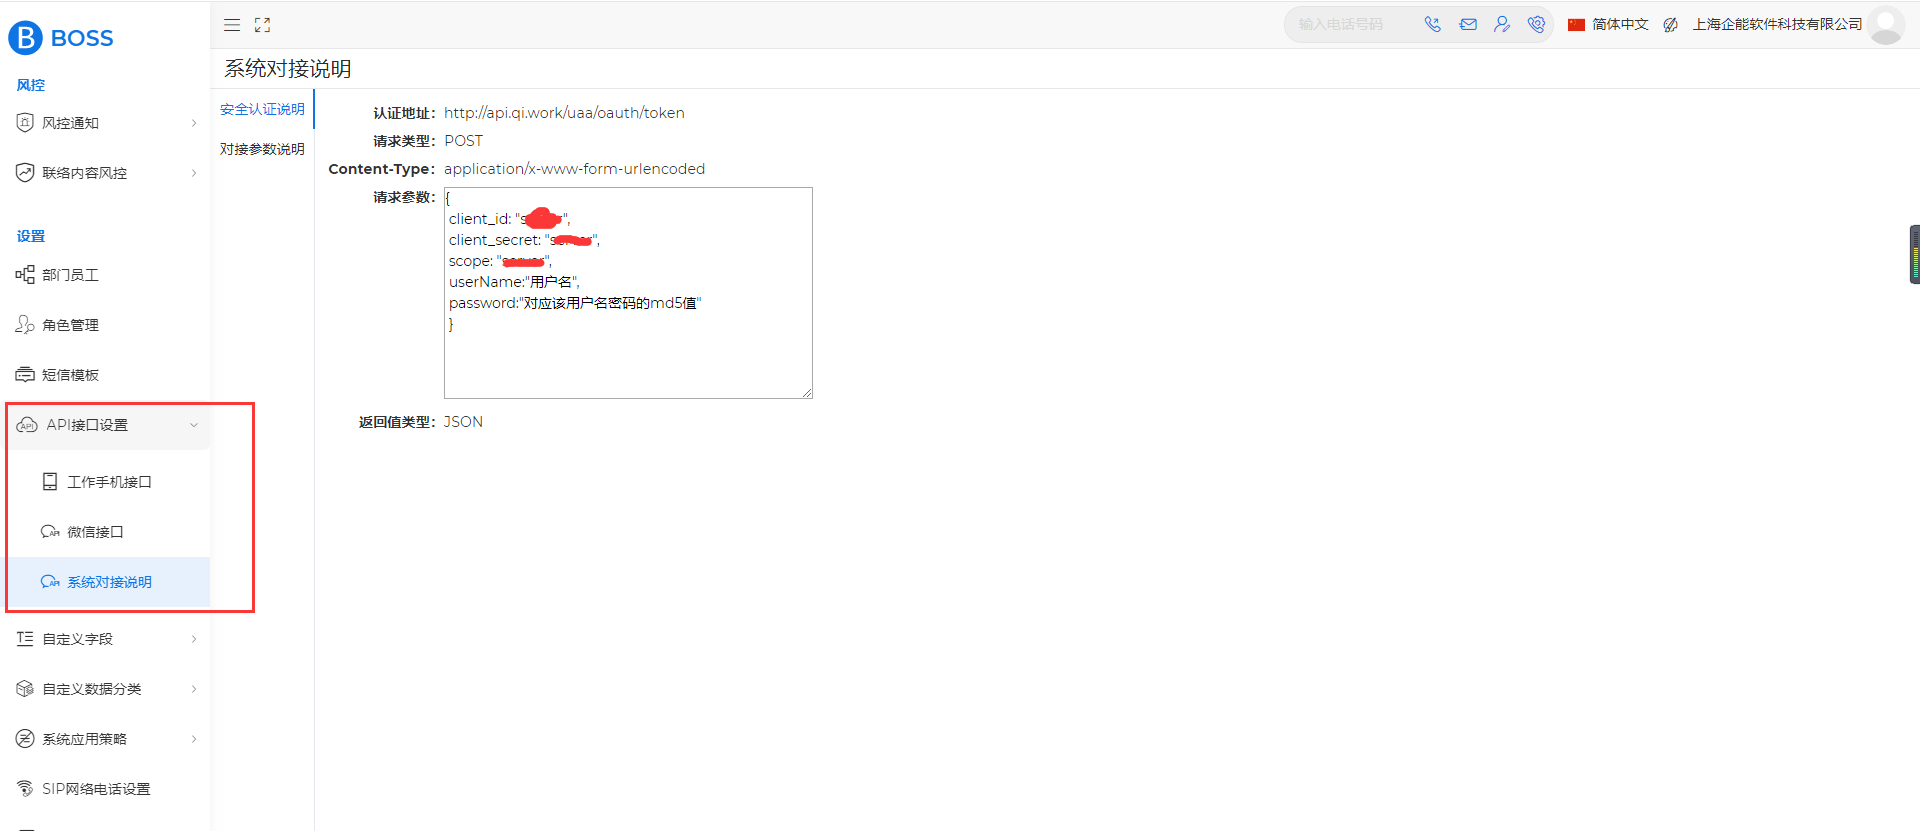 BOSS
输入电话号码
简体中文
上海企能软件科技有限公司
风控
风控通知
联络内容风控
设置
部门员工
角色管理
短信模板
API接口设置
工作手机接口
微信接口
系统对接说明
自定义字段
自定义数据分类
系统应用策略
SIP网络电话设置
系统对接说明
安全认证说明
对接参数说明
认证地址: http://api.qi.work/uaa/oauth/token
请求类型: POST
Content-Type: application/x-www-form-urlencoded
请求参数: {
client_id: "s
",
client_secret: "
",
scope: "
",
userName:"用户名",
password:"对应该用户名密码的md5值"
}
返回值类型: JSON